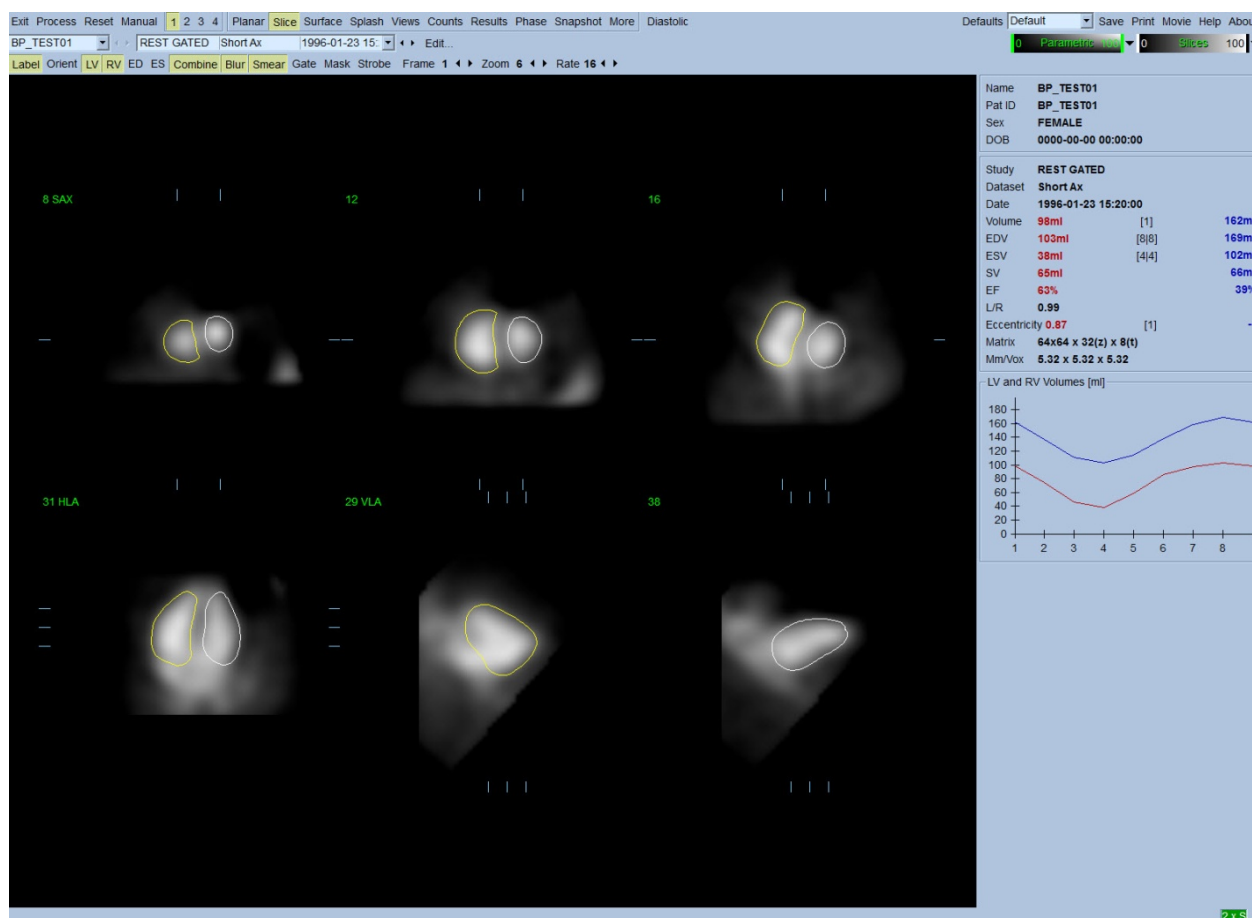 Exit Process Reset Manual 1 2 3 4 Planar Slice Surface Splash Views Counts Results Phase Snapshot More Diastolic Defaults Default Save Print Movie Help Abou
BP_TEST01 REST GATED Short Ax 1996-01-23 15: Edit... 0 Parametric 100 0 Slices 100
Label Orient LV RV ED ES Combine Blur Smear Gate Mask Strobe Frame 1 Zoom 6 Rate 16
Name BP_TEST01
Pat ID BP_TEST01
Sex FEMALE
DOB 0000-00-00 00:00:00
Study REST GATED
Dataset Short Ax
Date 1996-01-23 15:20:00
Volume 98ml [1] 162m
EDV 103ml [8|8] 169m
ESV 38ml [4|4] 102m
SV 65ml 66m
EF 63% 39%
L/R 0.99
Eccentricity 0.87 [1] -
Matrix 64x64 x 32(z) x 8(t)
Mm/Vox 5.32 x 5.32 x 5.32
LV and RV Volumes [ml]
180
160
140
120
100
80
60
40
20
0
1 2 3 4 5 6 7 8
8 SAX 12 16
31 HLA 29 VLA 38
2 x S